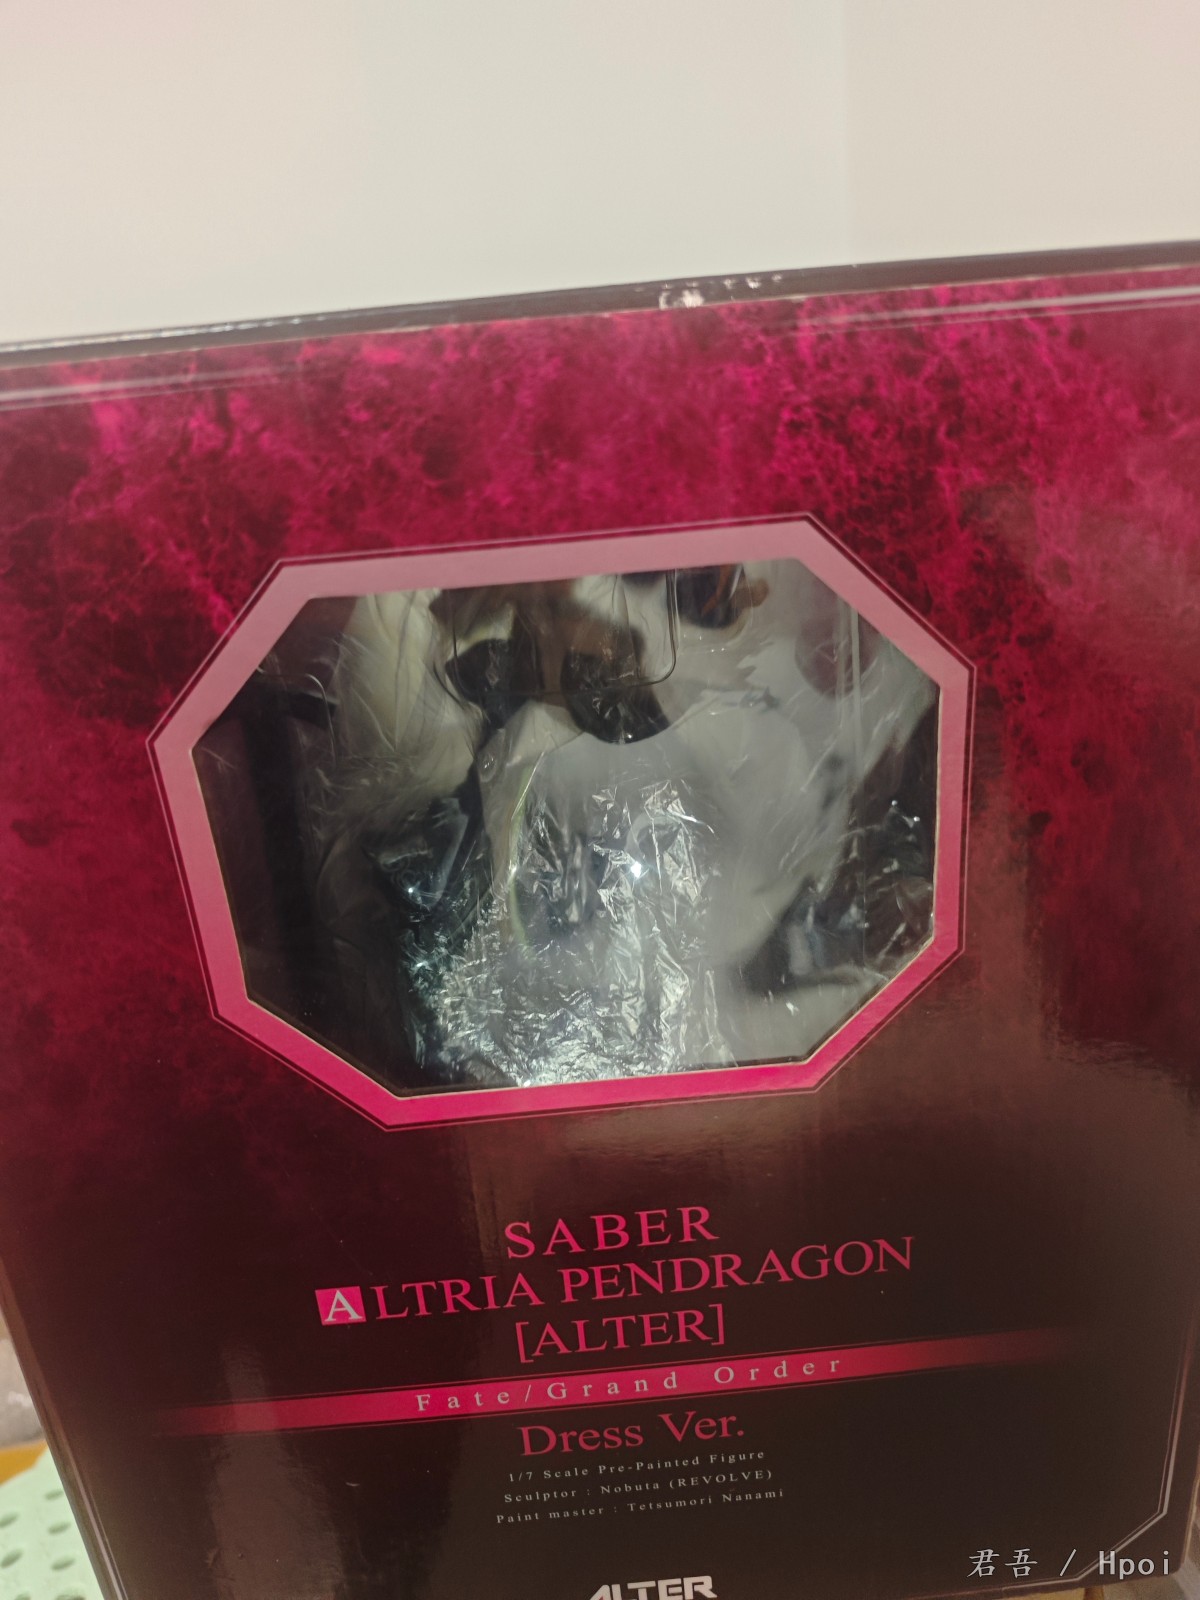 SABER
ALTRIA PENDRAGON
[ALTER]
Fate/Grand Order
Dress Ver.
1/7 Scale Pre-Painted Figure
Sculptor : Nobuta (REVOLVE)
Paint master : Tetsumori Nanami
ALTER
君吾 / Hpoi